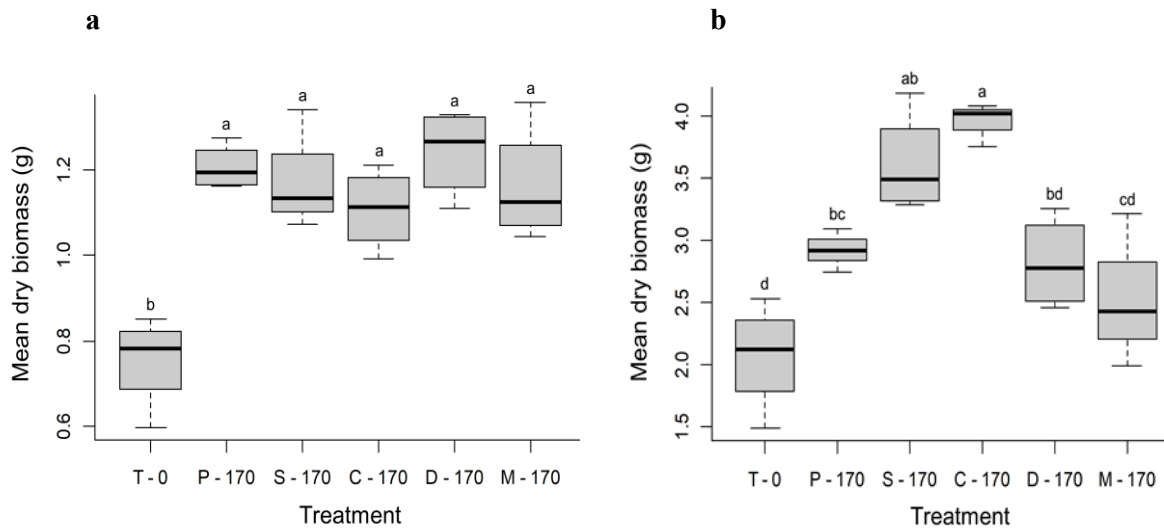 a
Mean dry biomass (g)
1.2
1.0
0.8
0.6
b
a
a
a
a
a
T - 0 P - 170 S - 170 C - 170 D - 170 M - 170
Treatment
b
Mean dry biomass (g)
4.0
3.5
3.0
2.5
2.0
1.5
d
bc
ab
a
bd
cd
T - 0 P - 170 S - 170 C - 170 D - 170 M - 170
Treatment